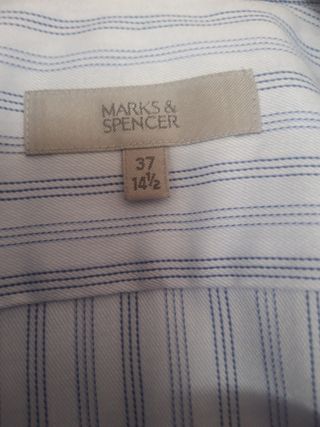 MARKS &
SPENCER
37
14½